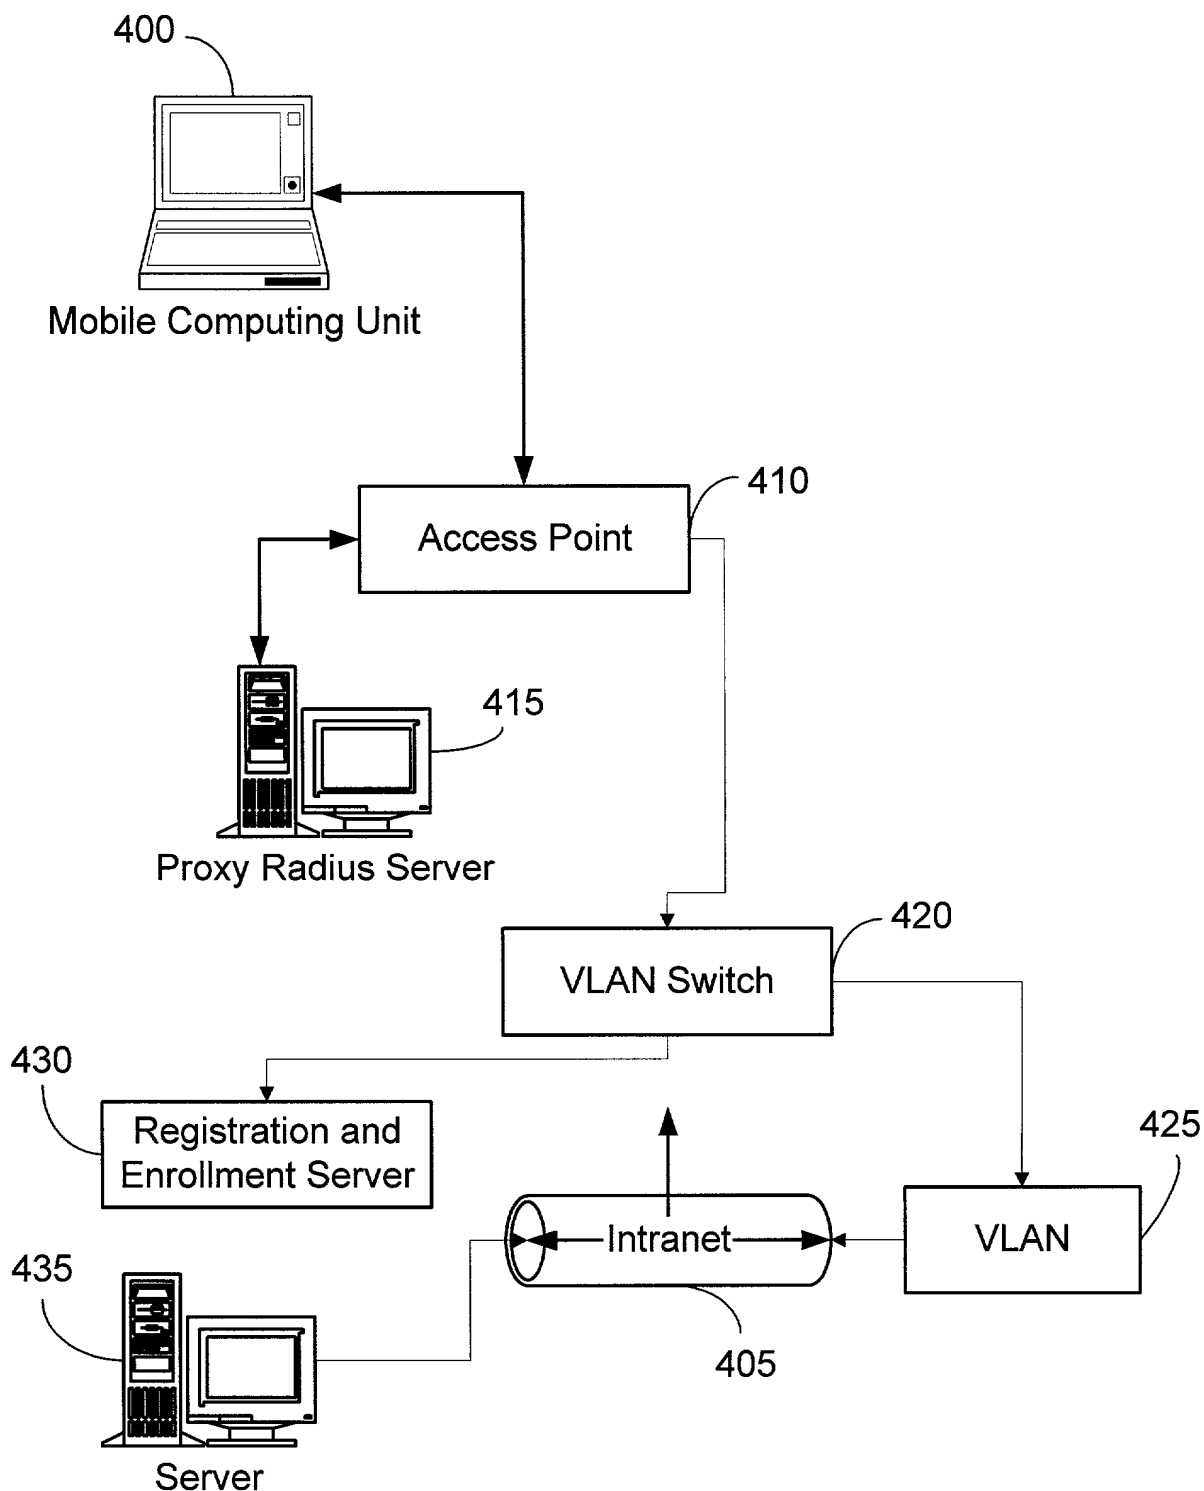 400
Mobile Computing Unit
410
Access Point
415
Proxy Radius Server
420
VLAN Switch
430
Registration and
Enrollment Server
425
VLAN
Intranet
435
405
Server